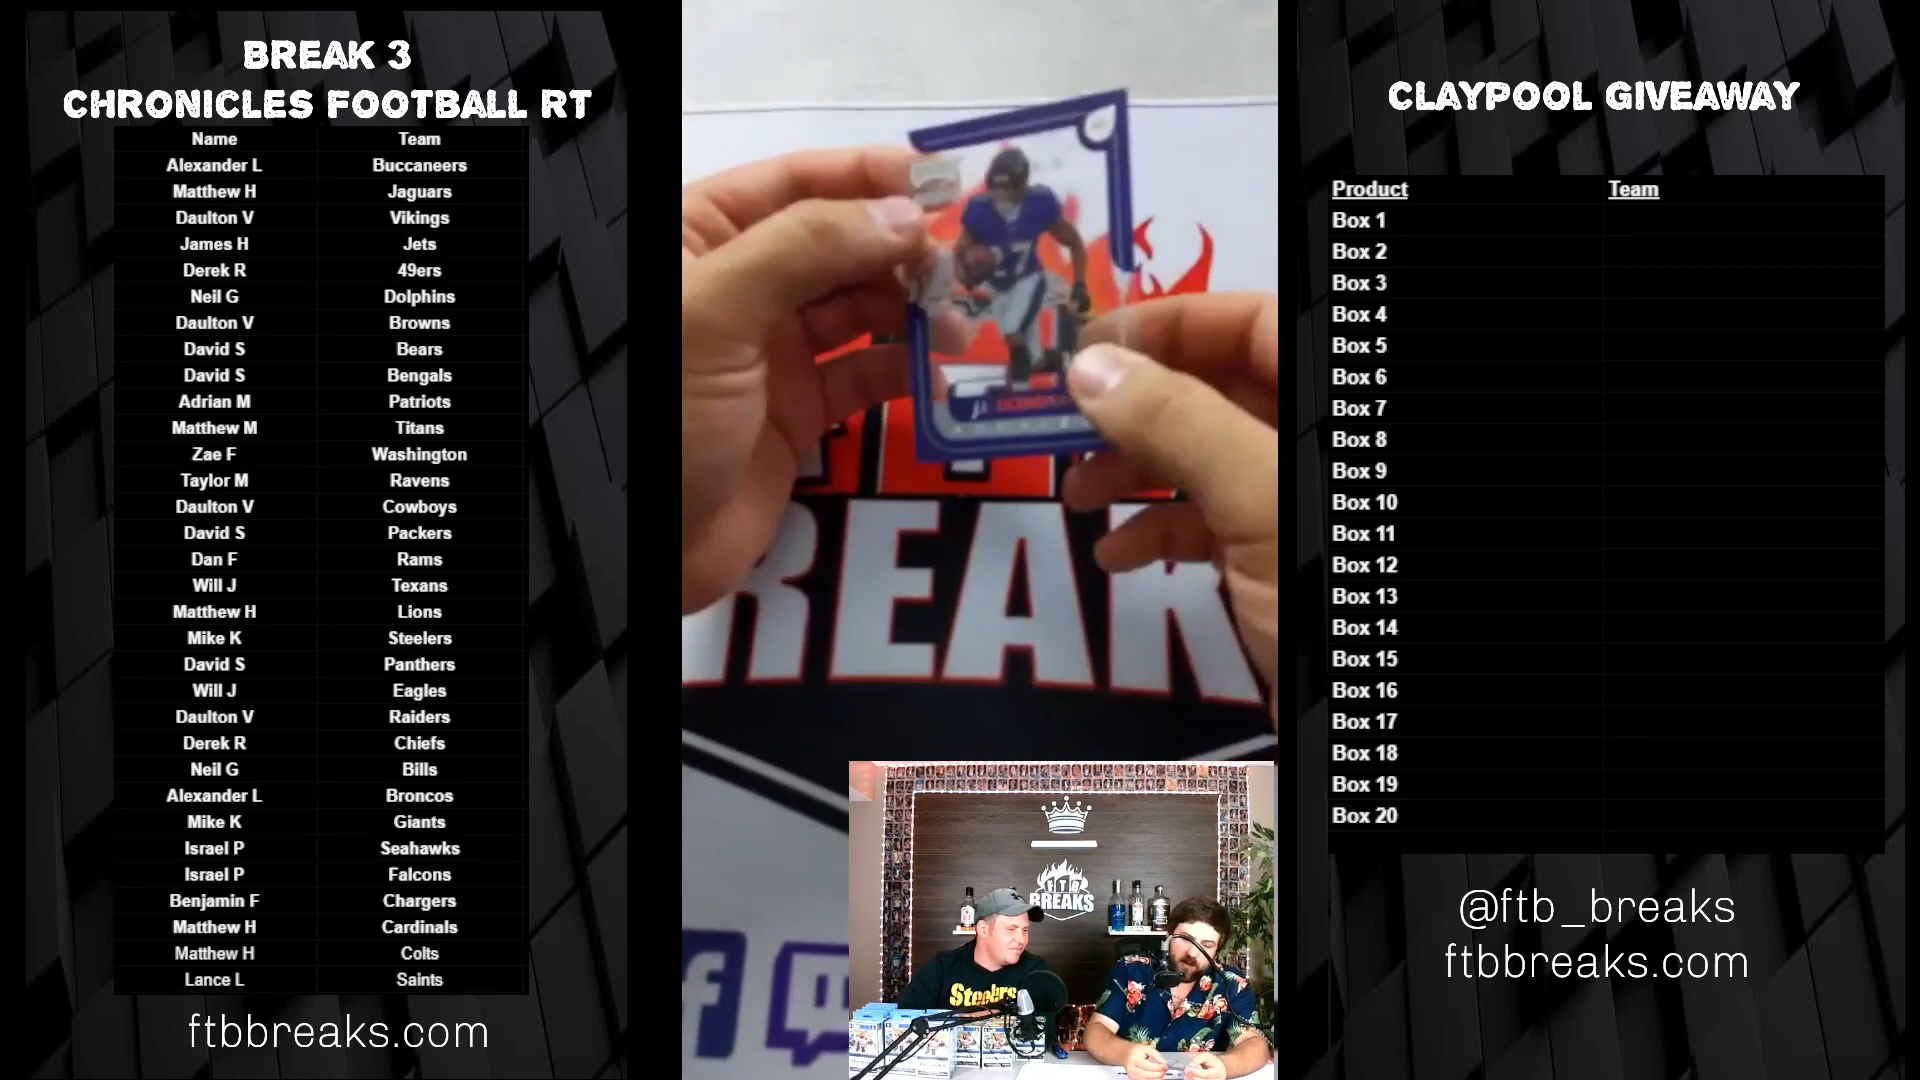 BREAK 3
CHRONICLES FOOTBALL RT
Name Team
Alexander L Buccaneers
Matthew H Jaguars
Daulton V Vikings
James H Jets
Derek R 49ers
Neil G Dolphins
Daulton V Browns
David S Bears
David S Bengals
Adrian M Patriots
Matthew M Titans
Zae F Washington
Taylor M Ravens
Daulton V Cowboys
David S Packers
Dan F Rams
Will J Texans
Matthew H Lions
Mike K Steelers
David S Panthers
Will J Eagles
Daulton V Raiders
Derek R Chiefs
Neil G Bills
Alexander L Broncos
Mike K Giants
Israel P Seahawks
Israel P Falcons
Benjamin F Chargers
Matthew H Cardinals
Matthew H Colts
Lance L Saints
ftbbreaks.com
27
REAK
FTB
BREAKS
Steelers
CLAYPOOL GIVEAWAY
Product Team
Box 1
Box 2
Box 3
Box 4
Box 5
Box 6
Box 7
Box 8
Box 9
Box 10
Box 11
Box 12
Box 13
Box 14
Box 15
Box 16
Box 17
Box 18
Box 19
Box 20
@ftb_breaks
ftbbreaks.com